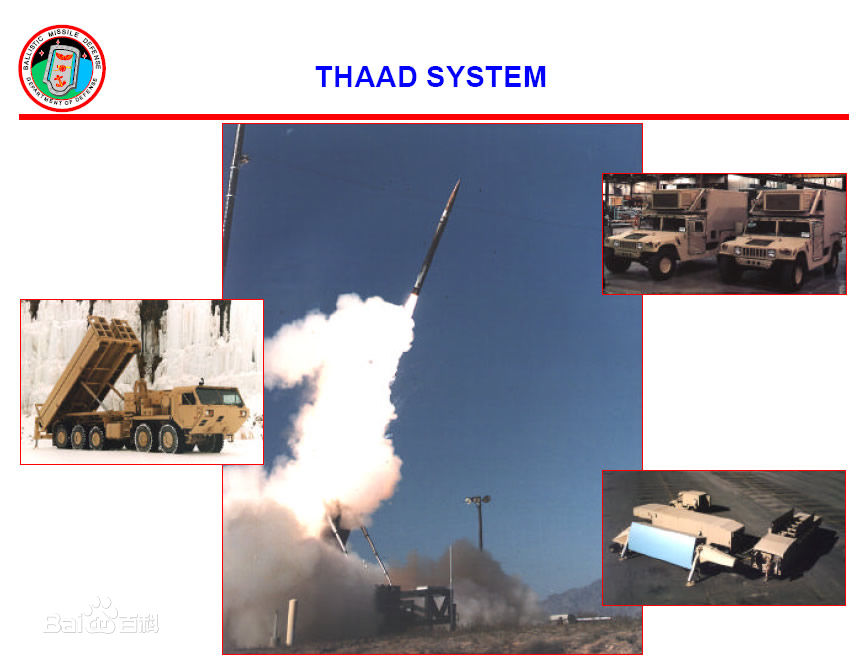 BALLISTIC MISSILE DEFENSE
DEPARTMENT OF DEFENSE
THAAD SYSTEM
Bai百科